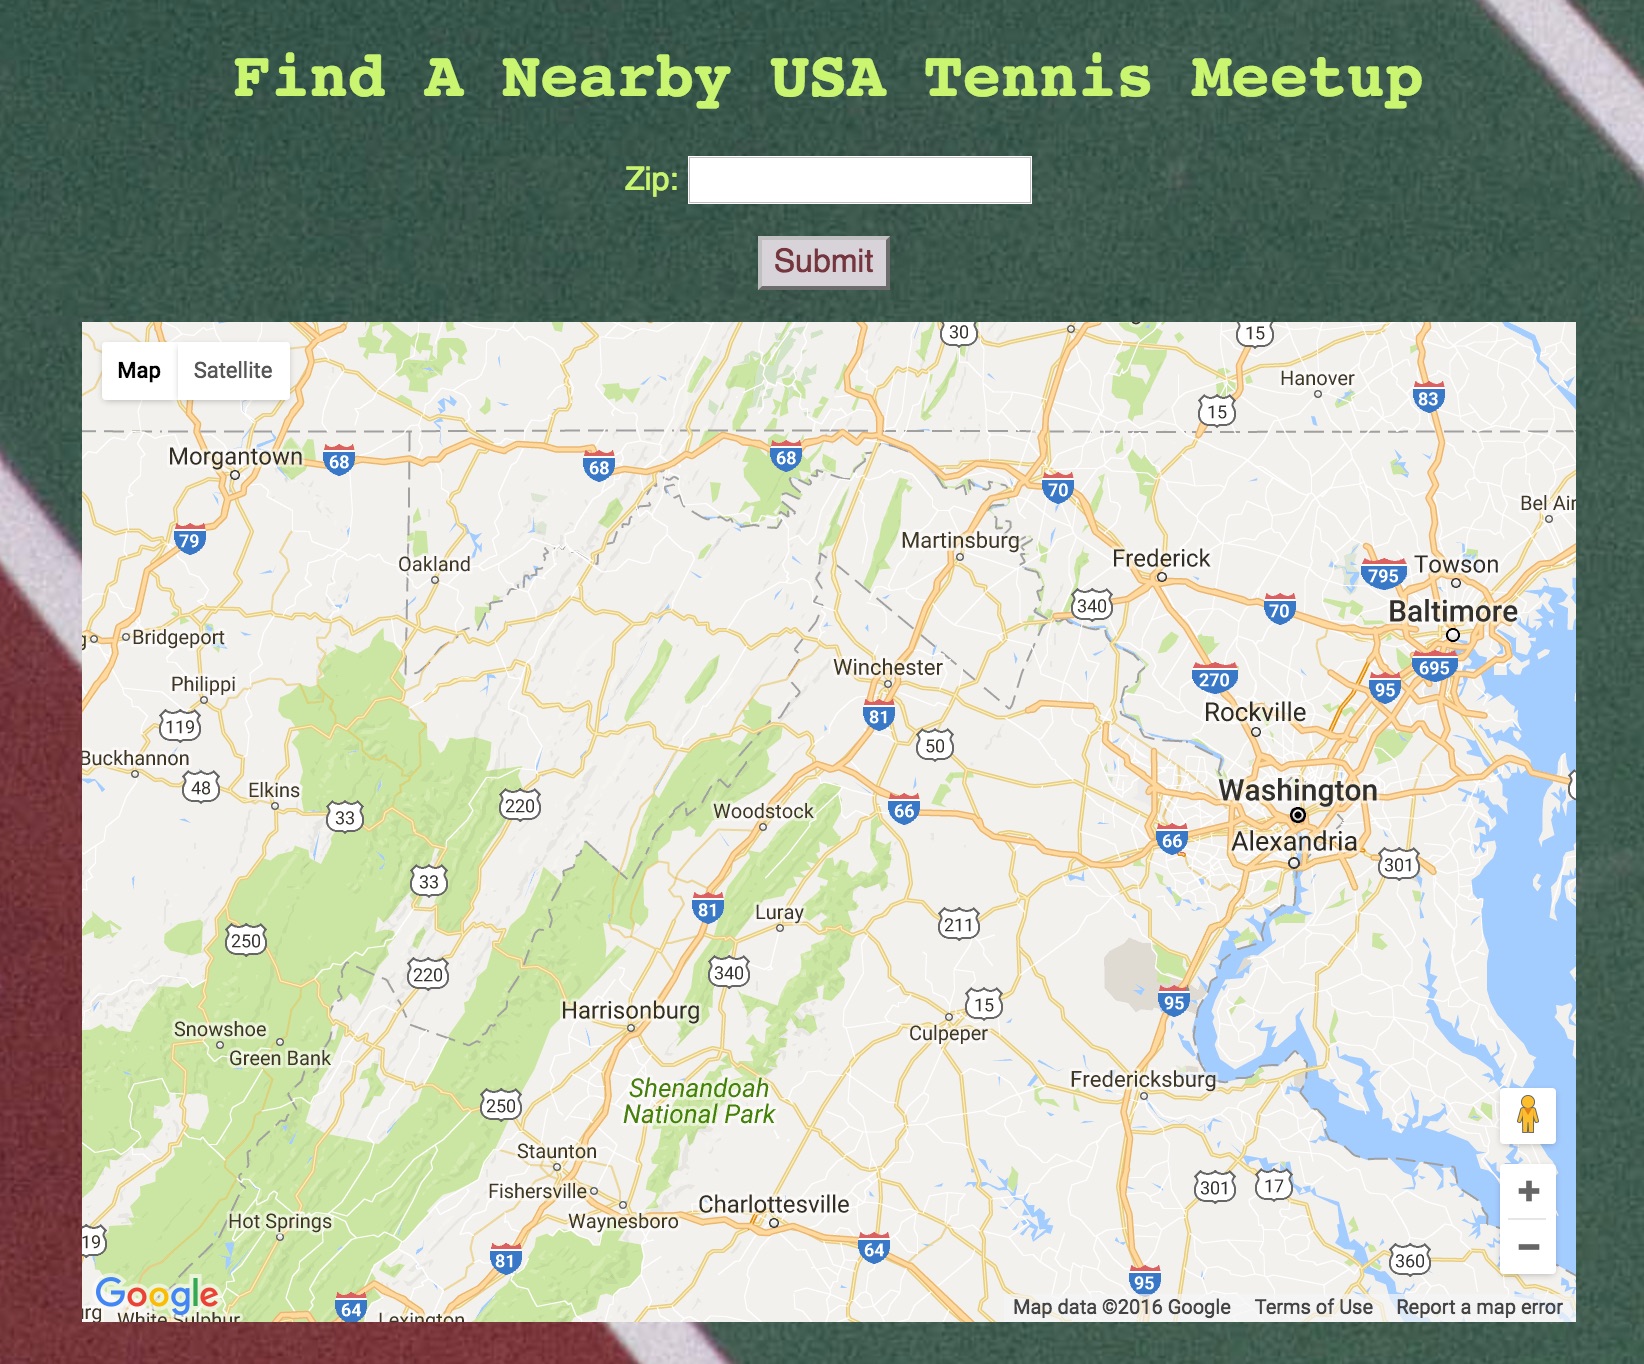 Find A Nearby USA Tennis Meetup
Zip:
Submit
Map Satellite
30
15
Hanover
83
15
Morgantown
68
68
68
70
Bel Air
79
Martinsburg
Oakland
Frederick
795
Towson
340
70
Baltimore
Bridgeport
Winchester
695
270
95
Philippi
Rockville
81
119
50
Buckhannon
48
Elkins
Washington
220
33
Woodstock
66
66
Alexandria
301
33
81
Luray
211
250
220
340
95
15
Harrisonburg
Culpeper
Snowshoe
Green Bank
Shenandoah
National Park
Fredericksburg
250
Staunton
Fishersville
301
17
Charlottesville
Waynesboro
Hot Springs
19
64
81
360
95
Google
64
White Sulphur
Lexington
Map data ©2016 Google Terms of Use Report a map error